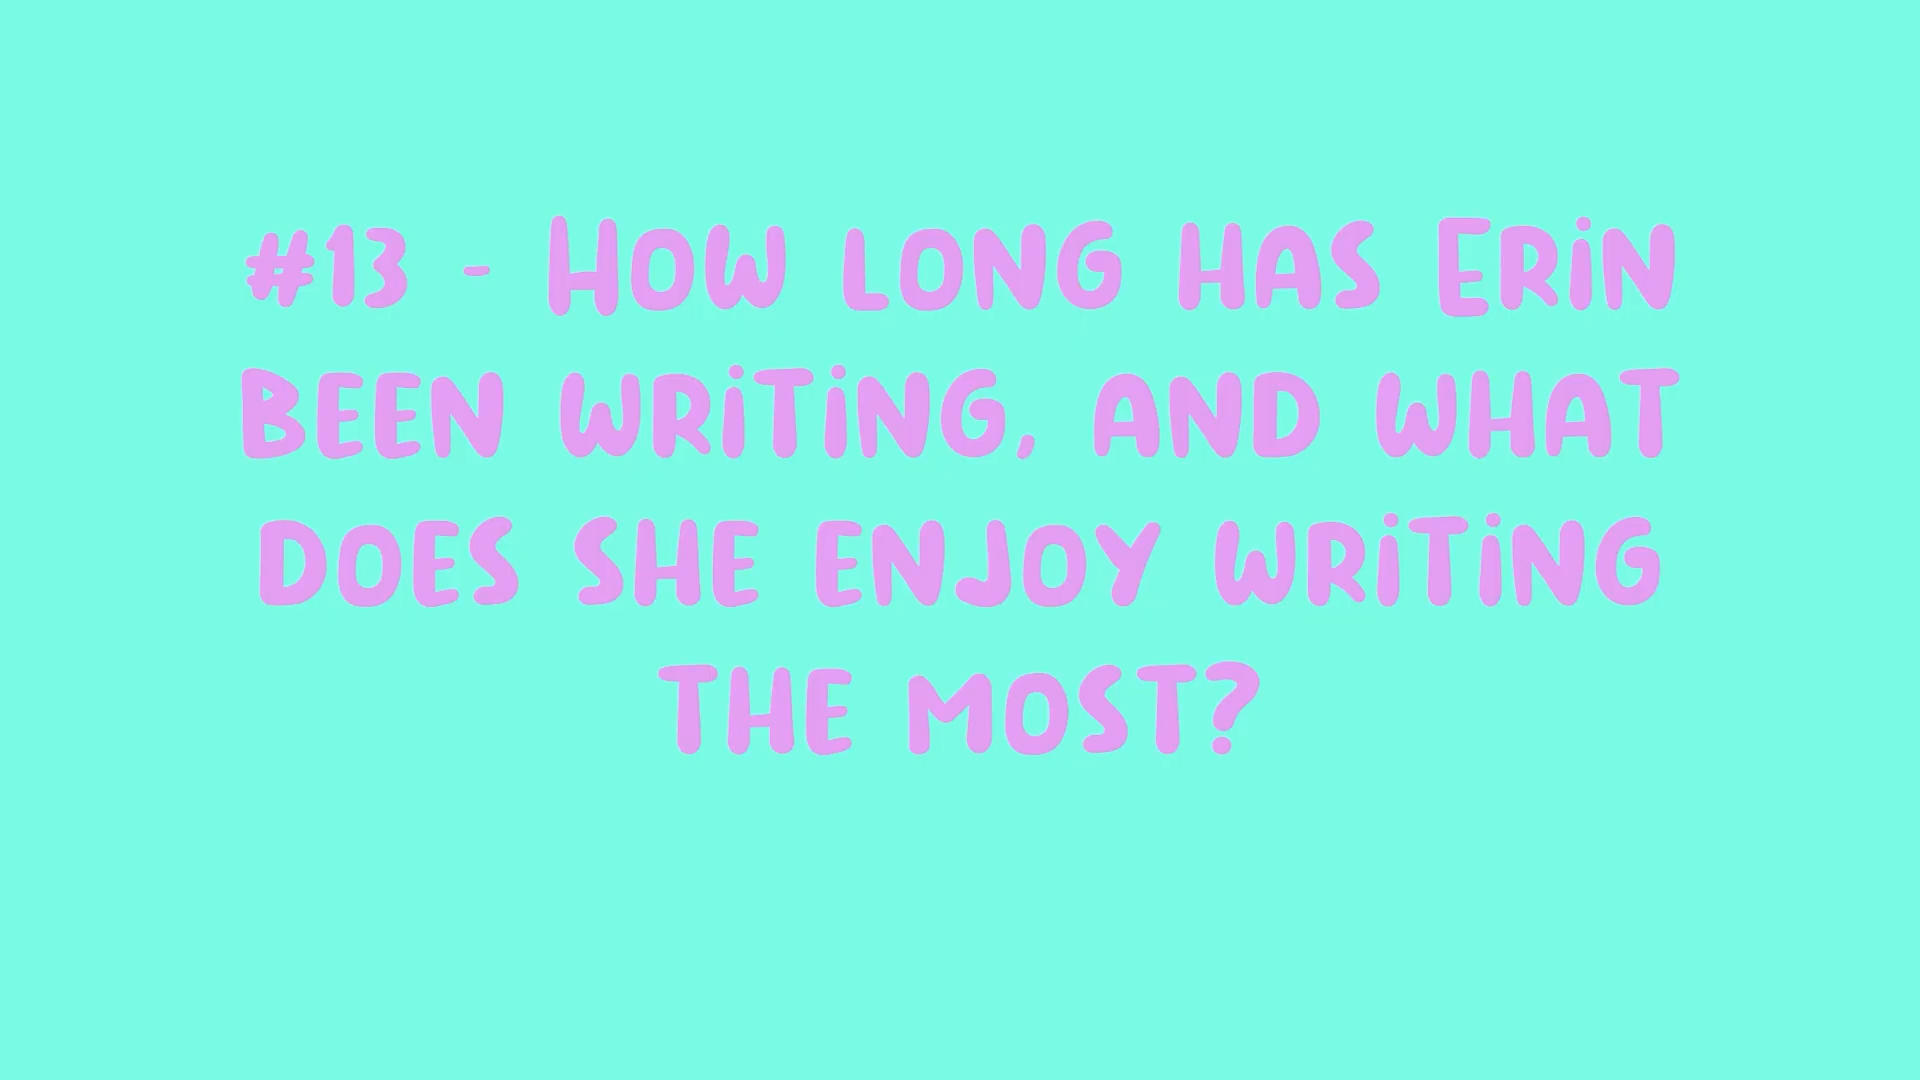 #13 - How long has Erin
been writing, and what
does she enjoy writing
the most?